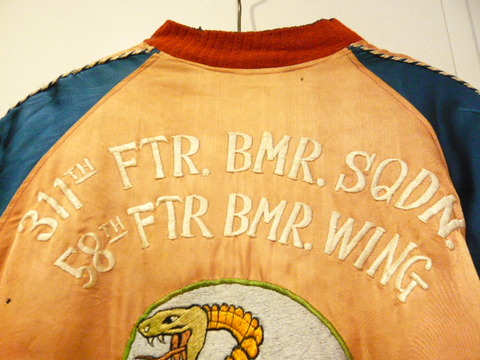 311TH FTR. BMR. SQDN.
58TH FTR BMR. WING